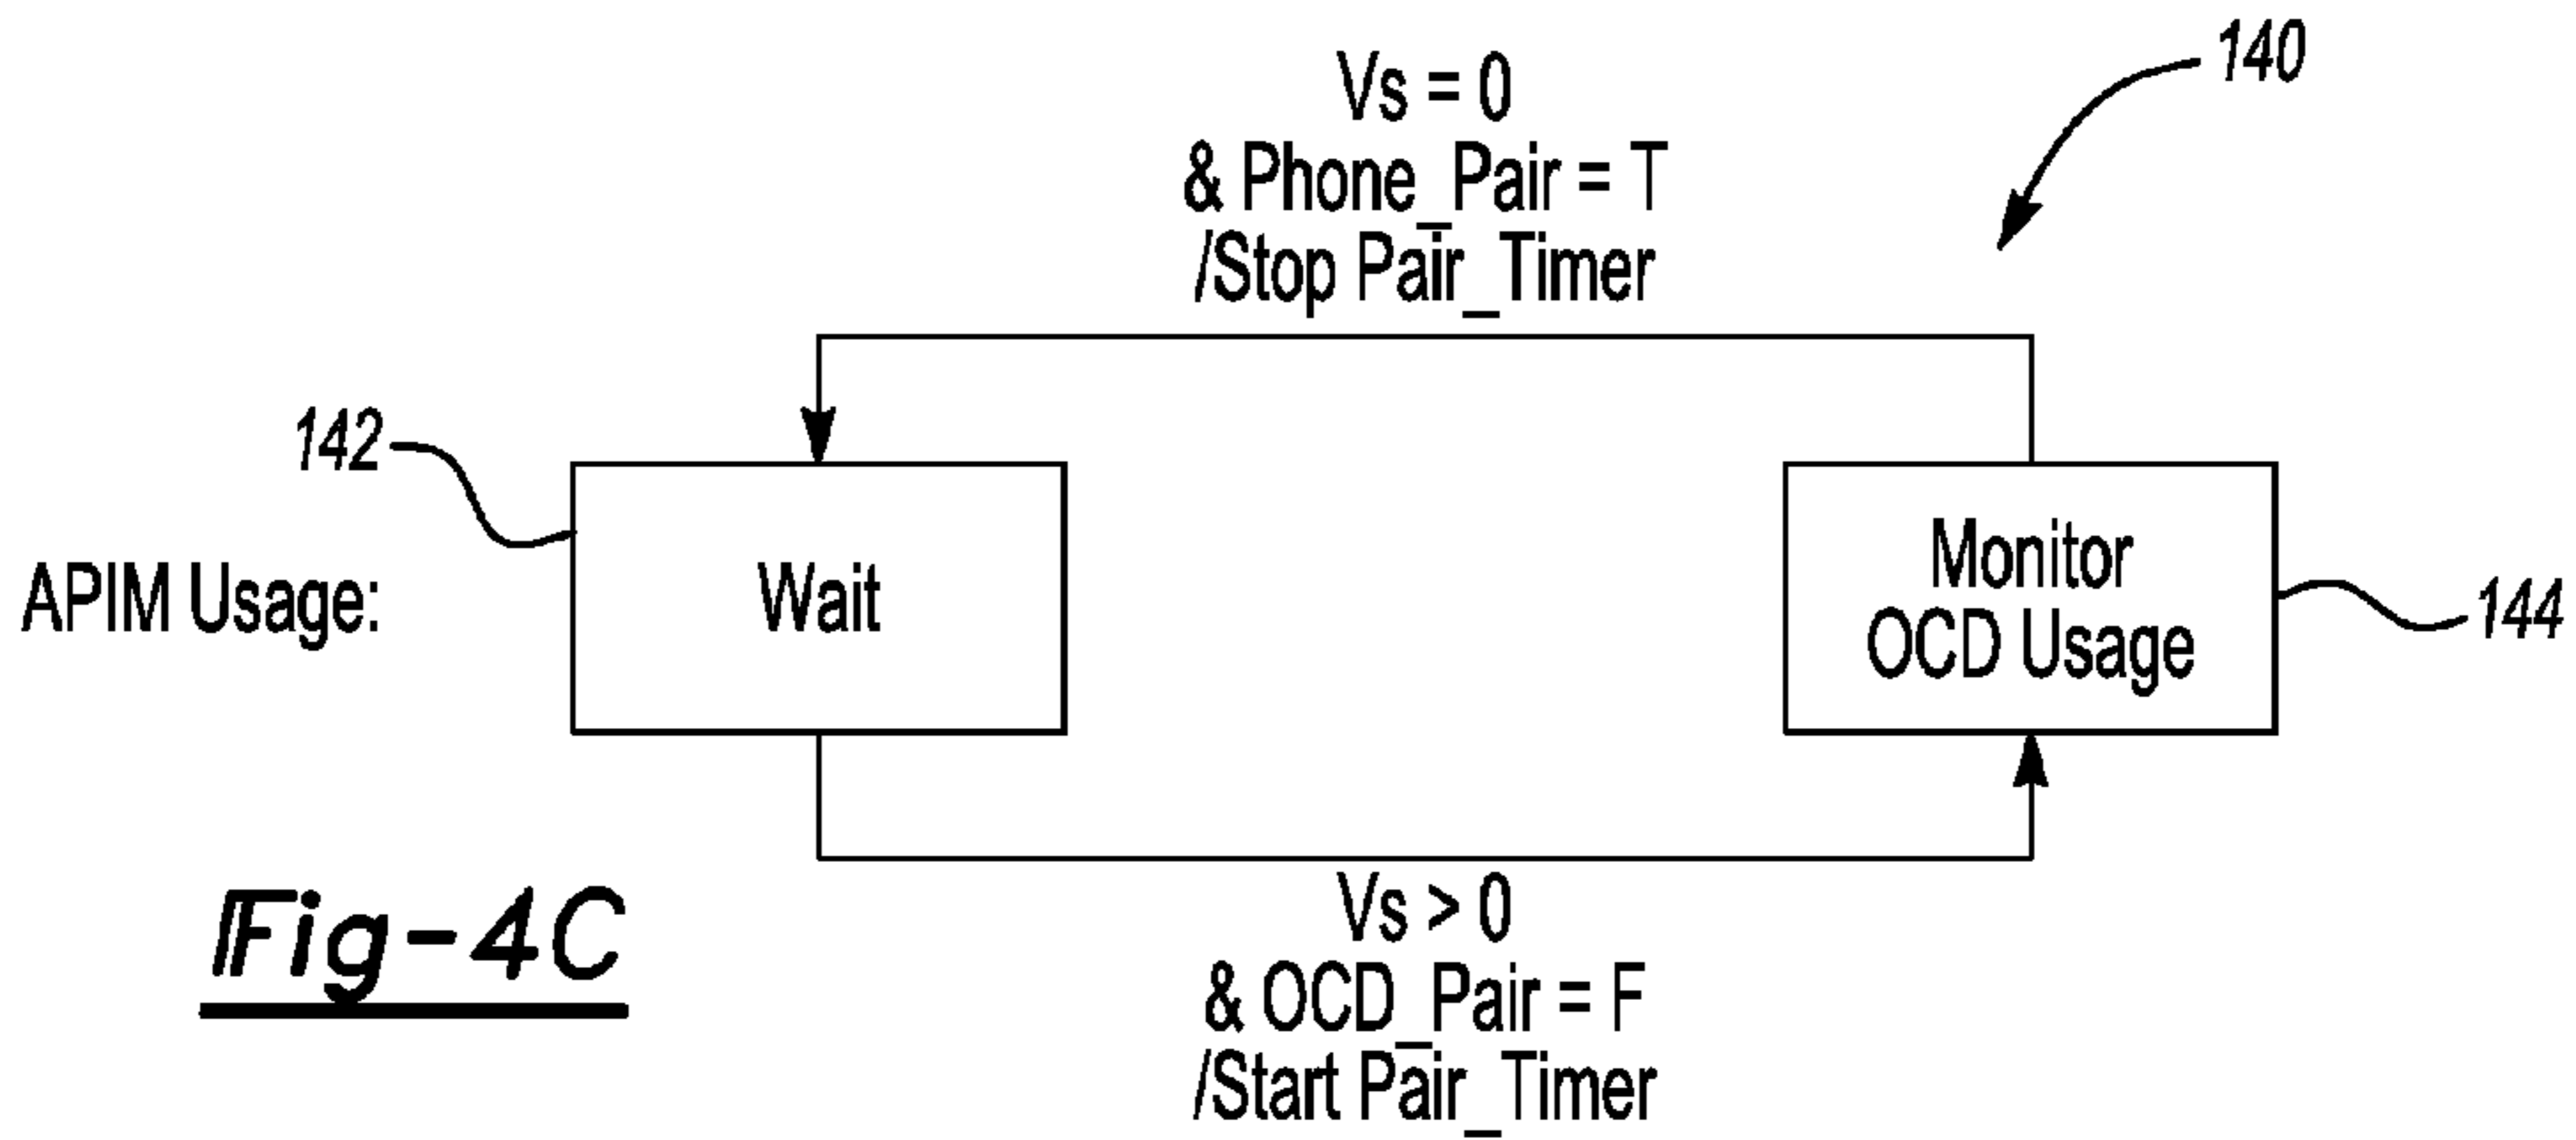 140
Vs = 0
& Phone_Pair = T
/Stop Pair_Timer
142
APIM Usage:
Wait
Monitor
OCD Usage
144
Vs > 0
& OCD_Pair = F
/Start Pair_Timer
Fig-4C